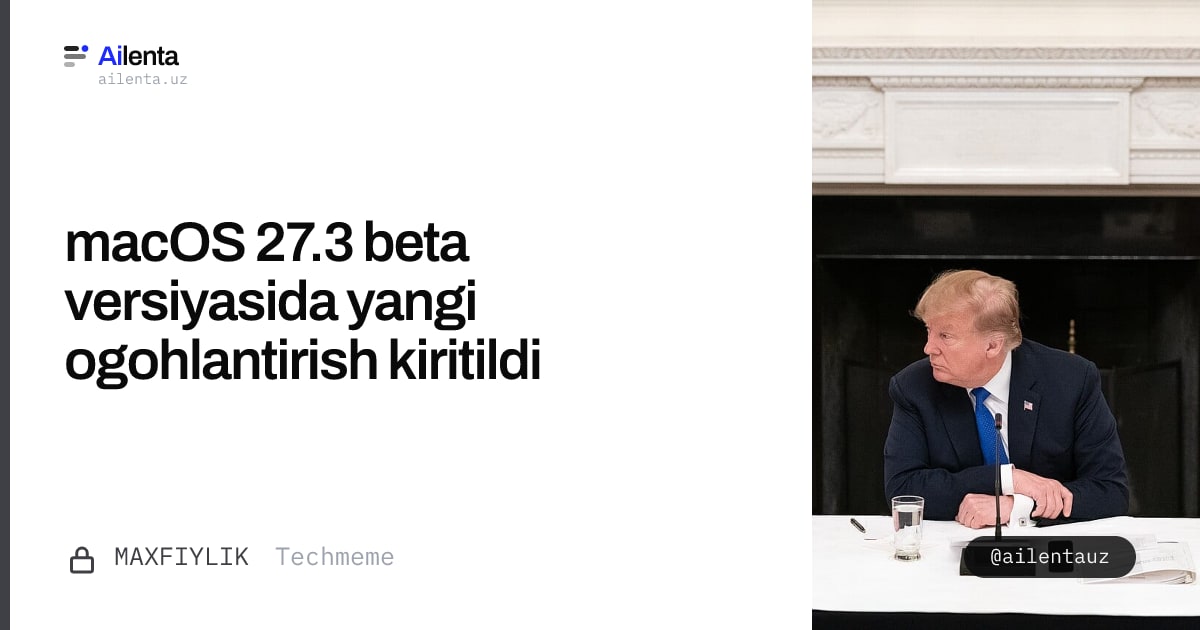 Ailenta
ailenta.uz
macOS 27.3 beta
versiyasida yangi
ogohlantirish kiritildi
MAXFIYLIK Techmeme
@ailentauz